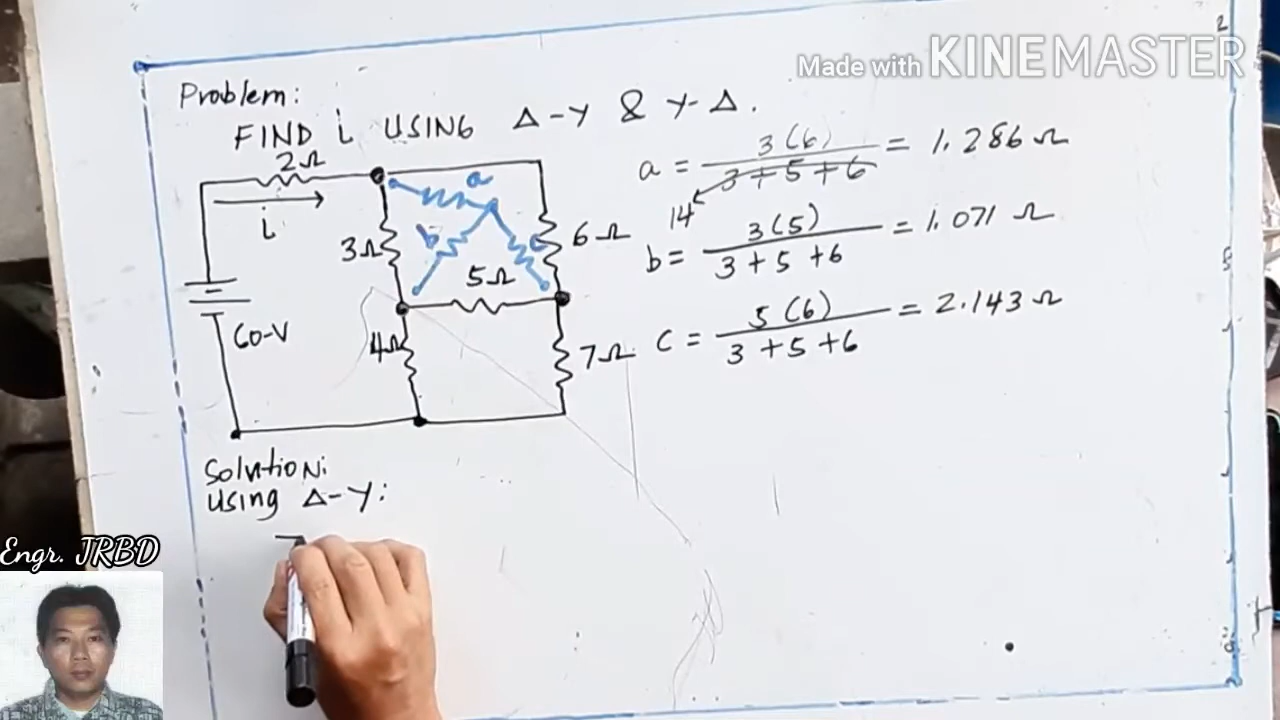 2
Made with KINEMASTER
Problem:
FIND i USING Δ-Y & Y-Δ.
2Ω
i
3Ω
a
b
c
6Ω
5Ω
60-V
4Ω
7Ω
a = 3(6) / 3+5+6 = 1.286 Ω
14
b = 3(5) / 3+5+6 = 1.071 Ω
c = 5(6) / 3+5+6 = 2.143 Ω
Solution:
Using Δ-Y:
Engr. JRBD